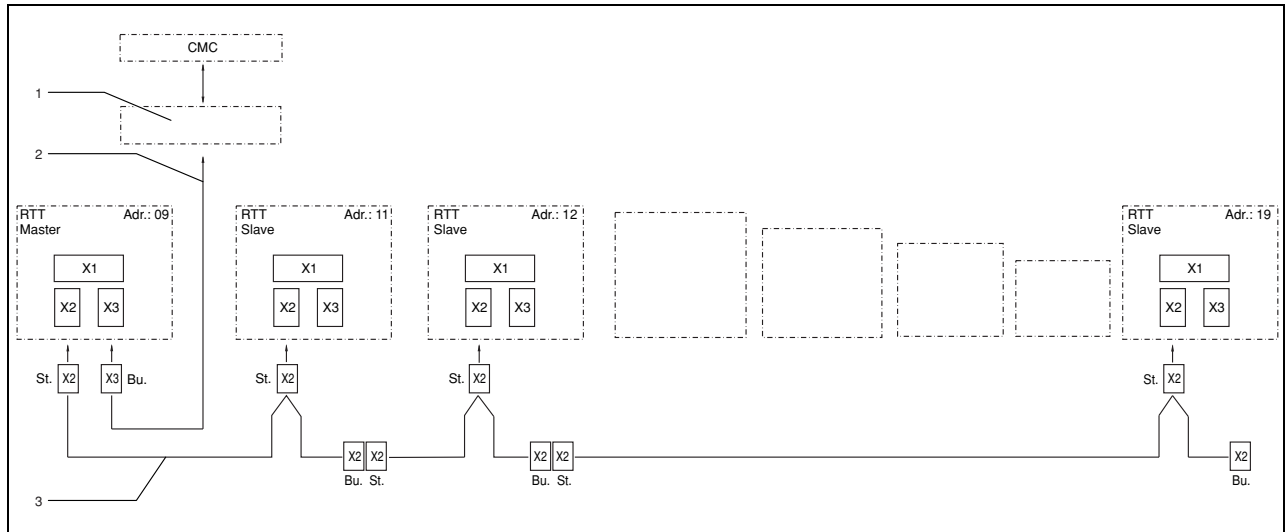 CMC
1
2
RTT Adr.: 09
Master
X1
X2 X3
RTT Adr.: 11
Slave
X1
X2 X3
RTT Adr.: 12
Slave
X1
X2 X3
RTT Adr.: 19
Slave
X1
X2 X3
St. X2 X3 Bu.
St. X2
St. X2
St. X2
X2 X2
Bu. St.
X2 X2
Bu. St.
X2
Bu.
3